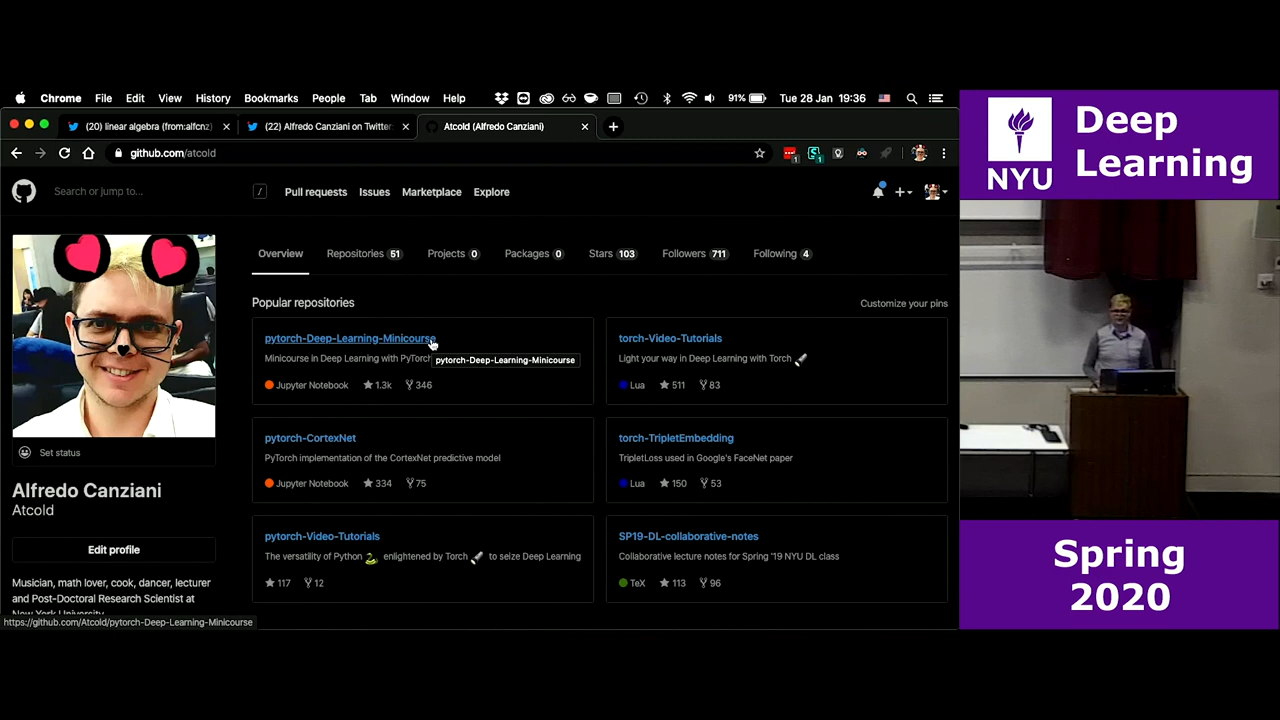 Chrome File Edit View History Bookmarks People Tab Window Help 91% Tue 28 Jan 19:36
(20) linear algebra (from:alfcnz) (22) Alfredo Canziani on Twitter Atcold (Alfredo Canziani)
github.com/atcold
Search or jump to... / Pull requests Issues Marketplace Explore
Overview Repositories 51 Projects 0 Packages 0 Stars 103 Followers 711 Following 4
Popular repositories Customize your pins
pytorch-Deep-Learning-Minicourse
Minicourse in Deep Learning with PyTorch
pytorch-Deep-Learning-Minicourse
Jupyter Notebook 1.3k 346
torch-Video-Tutorials
Light your way in Deep Learning with Torch
Lua 511 83
pytorch-CortexNet
PyTorch implementation of the CortexNet predictive model
Jupyter Notebook 334 75
torch-TripletEmbedding
TripletLoss used in Google's FaceNet paper
Lua 150 53
pytorch-Video-Tutorials
The versatility of Python enlightened by Torch to seize Deep Learning
117 12
SP19-DL-collaborative-notes
Collaborative lecture notes for Spring '19 NYU DL class
TeX 113 96
Set status
Alfredo Canziani
Atcold
Edit profile
Musician, math lover, cook, dancer, lecturer
and Post-Doctoral Research Scientist at
New York University
https://github.com/Atcold/pytorch-Deep-Learning-Minicourse
NYU
Deep
Learning
Spring
2020